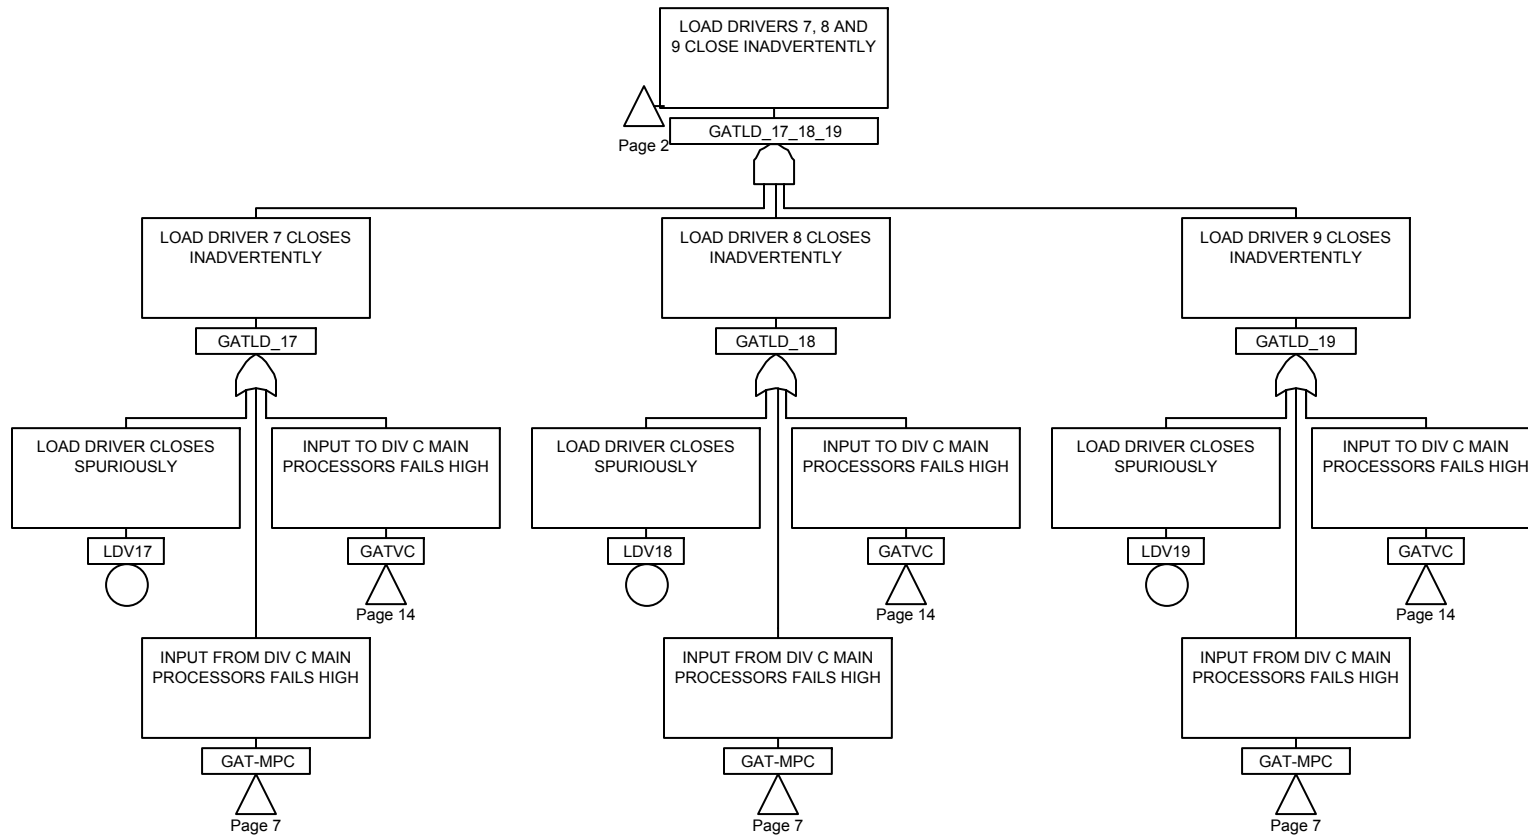 LOAD DRIVERS 7, 8 AND
9 CLOSE INADVERTENTLY
Page 2
GATLD_17_18_19
LOAD DRIVER 7 CLOSES
INADVERTENTLY
GATLD_17
LOAD DRIVER 8 CLOSES
INADVERTENTLY
GATLD_18
LOAD DRIVER 9 CLOSES
INADVERTENTLY
GATLD_19
LOAD DRIVER CLOSES
SPURIOUSLY
LDV17
INPUT TO DIV C MAIN
PROCESSORS FAILS HIGH
GATVC
Page 14
LOAD DRIVER CLOSES
SPURIOUSLY
LDV18
INPUT TO DIV C MAIN
PROCESSORS FAILS HIGH
GATVC
Page 14
LOAD DRIVER CLOSES
SPURIOUSLY
LDV19
INPUT TO DIV C MAIN
PROCESSORS FAILS HIGH
GATVC
Page 14
INPUT FROM DIV C MAIN
PROCESSORS FAILS HIGH
GAT-MPC
Page 7
INPUT FROM DIV C MAIN
PROCESSORS FAILS HIGH
GAT-MPC
Page 7
INPUT FROM DIV C MAIN
PROCESSORS FAILS HIGH
GAT-MPC
Page 7